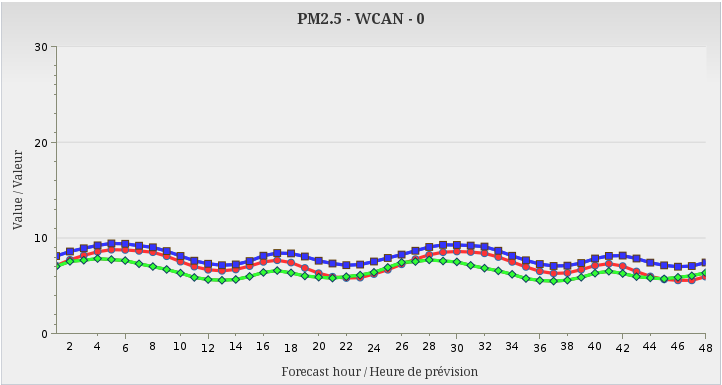 PM2.5 - WCAN - 0
Value / Valeur
30
20
10
0
2 4 6 8 10 12 14 16 18 20 22 24 26 28 30 32 34 36 38 40 42 44 46 48
Forecast hour / Heure de prévision